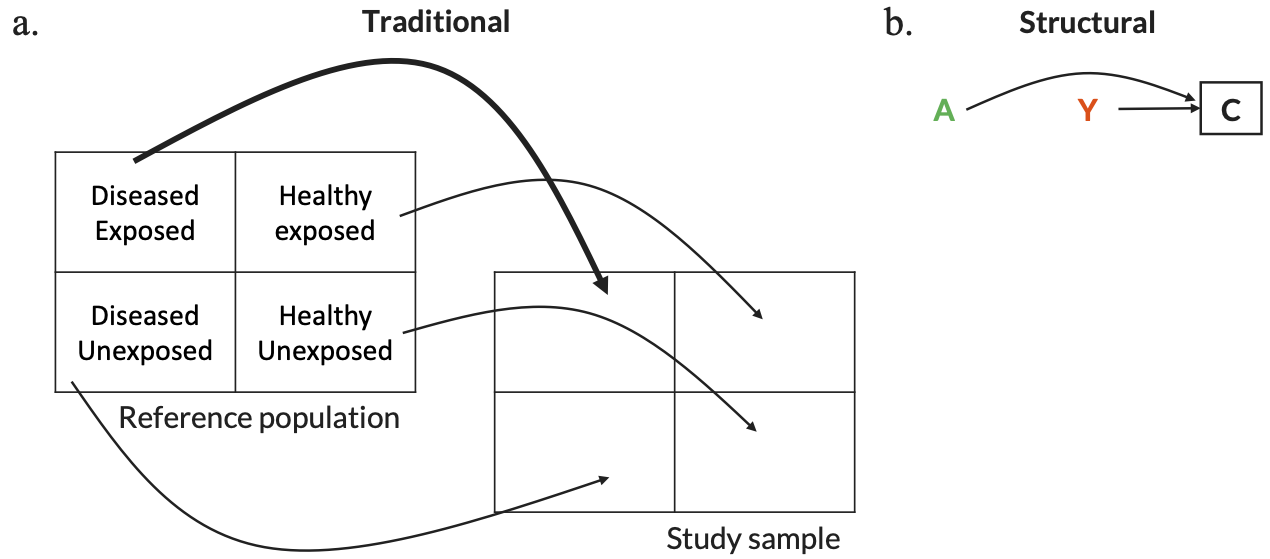 a.
Traditional
Diseased
Exposed
Healthy
exposed
Diseased
Unexposed
Healthy
Unexposed
Reference population
Study sample
b.
Structural
A
Y
C